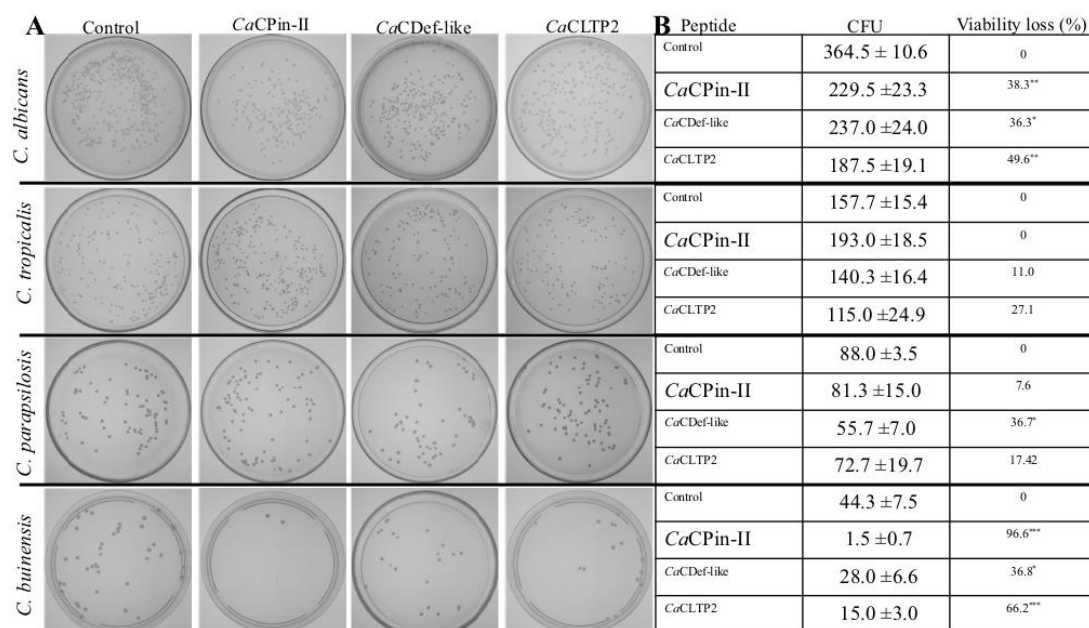 A Control CaCPin-II CaCDef-like CaCLTP2
C. albicans
C. tropicalis
C. parapsilosis
C. buinensis
B Peptide CFU Viability loss (%)
Control 364.5 ± 10.6 0
CaCPin-II 229.5 ±23.3 38.3**
CaCDef-like 237.0 ±24.0 36.3*
CaCLTP2 187.5 ±19.1 49.6**
Control 157.7 ±15.4 0
CaCPin-II 193.0 ±18.5 0
CaCDef-like 140.3 ±16.4 11.0
CaCLTP2 115.0 ±24.9 27.1
Control 88.0 ±3.5 0
CaCPin-II 81.3 ±15.0 7.6
CaCDef-like 55.7 ±7.0 36.7*
CaCLTP2 72.7 ±19.7 17.42
Control 44.3 ±7.5 0
CaCPin-II 1.5 ±0.7 96.6***
CaCDef-like 28.0 ±6.6 36.8*
CaCLTP2 15.0 ±3.0 66.2***